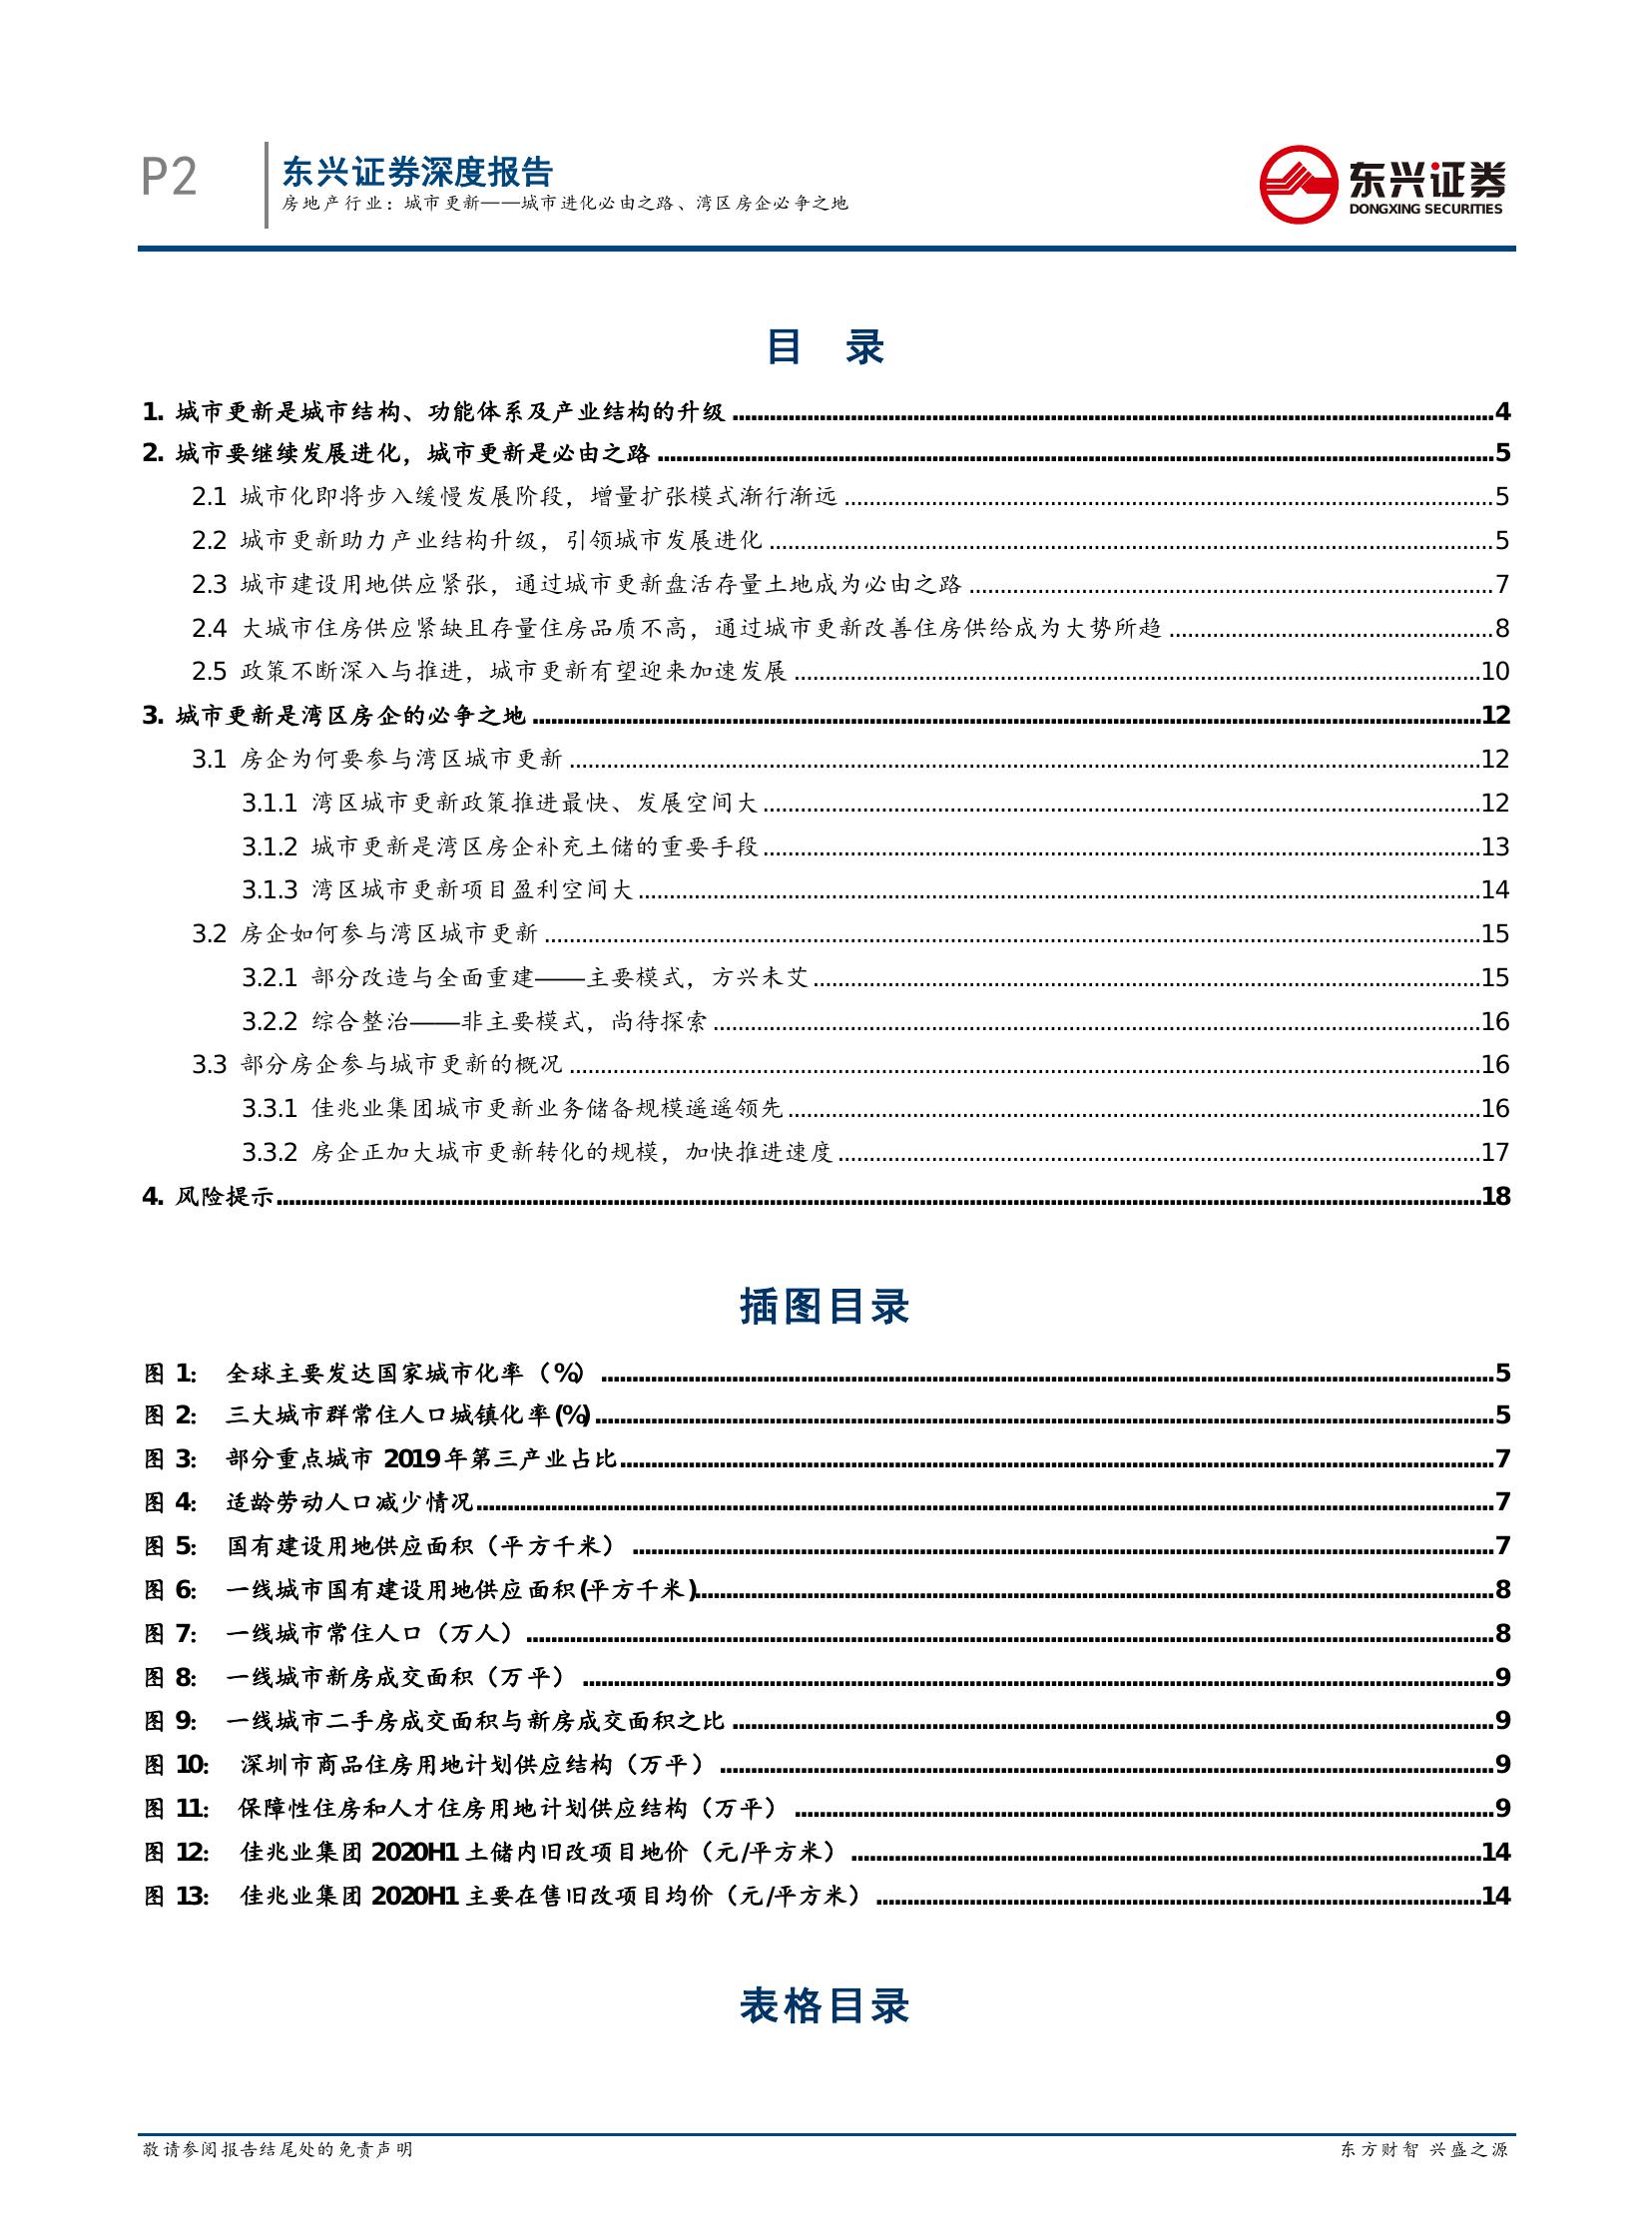 P2
东兴证券深度报告
房地产行业：城市更新——城市进化必由之路、湾区房企必争之地
东兴证券
DONGXING SECURITIES
目 录
1. 城市更新是城市结构、功能体系及产业结构的升级 4
2. 城市要继续发展进化，城市更新是必由之路 5
2.1 城市化即将步入缓慢发展阶段，增量扩张模式渐行渐远 5
2.2 城市更新助力产业结构升级，引领城市发展进化 5
2.3 城市建设用地供应紧张，通过城市更新盘活存量土地成为必由之路 7
2.4 大城市住房供应紧缺且存量住房品质不高，通过城市更新改善住房供给成为大势所趋 8
2.5 政策不断深入与推进，城市更新有望迎来加速发展 10
3. 城市更新是湾区房企的必争之地 12
3.1 房企为何要参与湾区城市更新 12
3.1.1 湾区城市更新政策推进最快、发展空间大 12
3.1.2 城市更新是湾区房企补充土储的重要手段 13
3.1.3 湾区城市更新项目盈利空间大 14
3.2 房企如何参与湾区城市更新 15
3.2.1 部分改造与全面重建——主要模式，方兴未艾 15
3.2.2 综合整治——非主要模式，尚待探索 16
3.3 部分房企参与城市更新的概况 16
3.3.1 佳兆业集团城市更新业务储备规模遥遥领先 16
3.3.2 房企正加大城市更新转化的规模，加快推进速度 17
4. 风险提示 18
插图目录
图 1: 全球主要发达国家城市化率（%） 5
图 2: 三大城市群常住人口城镇化率(%) 5
图 3: 部分重点城市 2019 年第三产业占比 7
图 4: 适龄劳动人口减少情况 7
图 5: 国有建设用地供应面积（平方千米） 7
图 6: 一线城市国有建设用地供应面积(平方千米) 8
图 7: 一线城市常住人口（万人） 8
图 8: 一线城市新房成交面积（万平） 9
图 9: 一线城市二手房成交面积与新房成交面积之比 9
图 10: 深圳市商品住房用地计划供应结构（万平） 9
图 11: 保障性住房和人才住房用地计划供应结构（万平） 9
图 12: 佳兆业集团 2020H1 土储内旧改项目地价（元/平方米） 14
图 13: 佳兆业集团 2020H1 主要在售旧改项目均价（元/平方米） 14
表格目录
敬请参阅报告结尾处的免责声明
东方财智 兴盛之源